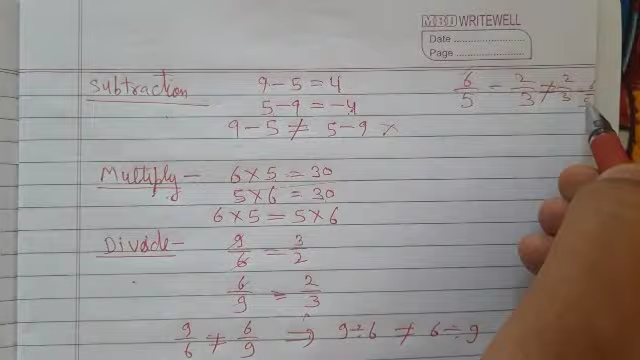 MBD WRITEWELL
Date
Page
Subtraction 9 - 5 = 4
5 - 9 = -4
9 - 5 ≠ 5 - 9 ×
6/5 - 2/3 ≠ 2/3 -
Multiply - 6 × 5 = 30
5 × 6 = 30
6 × 5 = 5 × 6
Divide - 9/6 = 3/2
6/9 = 2/3
9/6 ≠ 6/9 → 9 ÷ 6 ≠ 6 ÷ 9